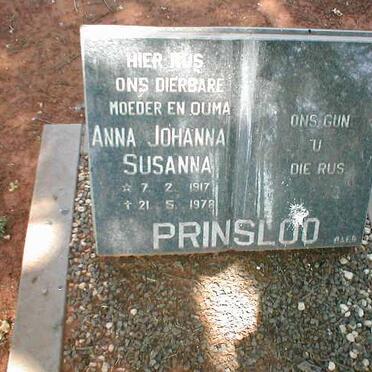 HIER RUS
ONS DIERBARE
MOEDER EN OUMA
ANNA JOHANNA
SUSANNA
* 7. 2. 1917
† 21. 5. 1978
ONS GUN
'U
DIE RUS
PRINSLOO